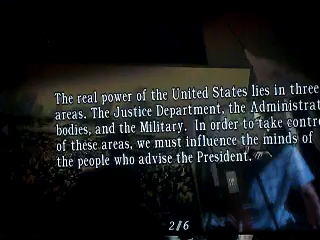 The real power of the United States lies in three
areas. The Justice Department, the Administrat
bodies, and the Military. In order to take contr
of these areas, we must influence the minds of
the people who advise the President.
2/6